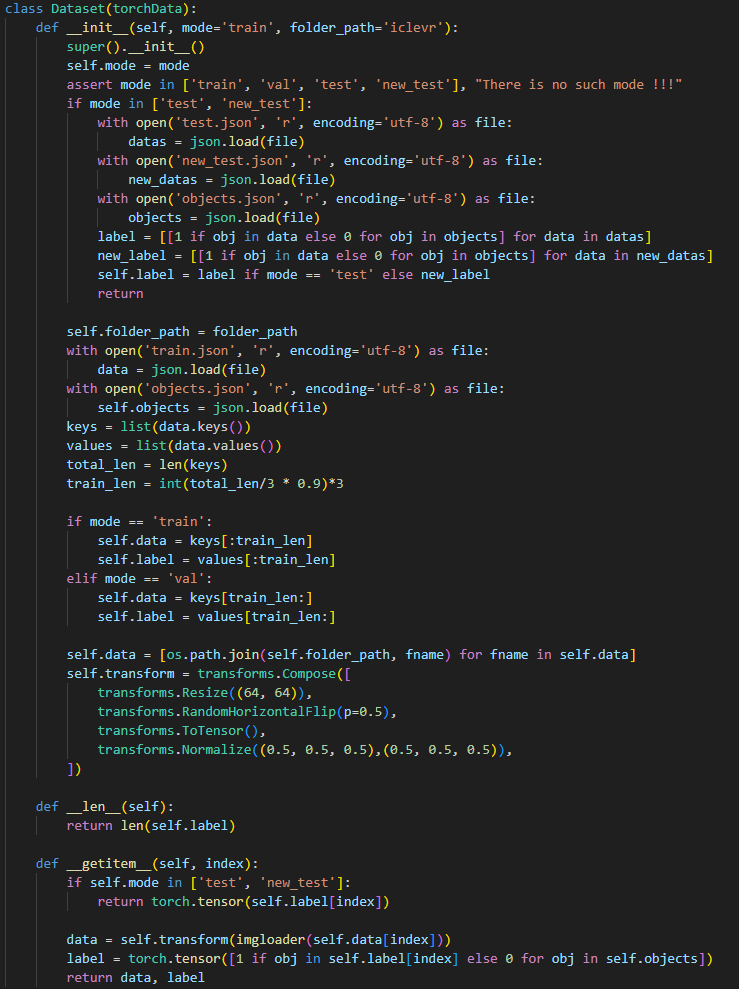 class Dataset(torchData):
    def __init__(self, mode='train', folder_path='iclevr'):
        super().__init__()
        self.mode = mode
        assert mode in ['train', 'val', 'test', 'new_test'], "There is no such mode !!!"
        if mode in ['test', 'new_test']:
            with open('test.json', 'r', encoding='utf-8') as file:
                datas = json.load(file)
            with open('new_test.json', 'r', encoding='utf-8') as file:
                new_datas = json.load(file)
            with open('objects.json', 'r', encoding='utf-8') as file:
                objects = json.load(file)
            label = [[1 if obj in data else 0 for obj in objects] for data in datas]
            new_label = [[1 if obj in data else 0 for obj in objects] for data in new_datas]
            self.label = label if mode == 'test' else new_label
            return

        self.folder_path = folder_path
        with open('train.json', 'r', encoding='utf-8') as file:
            data = json.load(file)
        with open('objects.json', 'r', encoding='utf-8') as file:
            self.objects = json.load(file)
        keys = list(data.keys())
        values = list(data.values())
        total_len = len(keys)
        train_len = int(total_len/3 * 0.9)*3

        if mode == 'train':
            self.data = keys[:train_len]
            self.label = values[:train_len]
        elif mode == 'val':
            self.data = keys[train_len:]
            self.label = values[train_len:]

        self.data = [os.path.join(self.folder_path, fname) for fname in self.data]
        self.transform = transforms.Compose([
            transforms.Resize((64, 64)),
            transforms.RandomHorizontalFlip(p=0.5),
            transforms.ToTensor(),
            transforms.Normalize((0.5, 0.5, 0.5),(0.5, 0.5, 0.5)),
        ])

    def __len__(self):
        return len(self.label)

    def __getitem__(self, index):
        if self.mode in ['test', 'new_test']:
            return torch.tensor(self.label[index])

        data = self.transform(imgloader(self.data[index]))
        label = torch.tensor([1 if obj in self.label[index] else 0 for obj in self.objects])
        return data, label